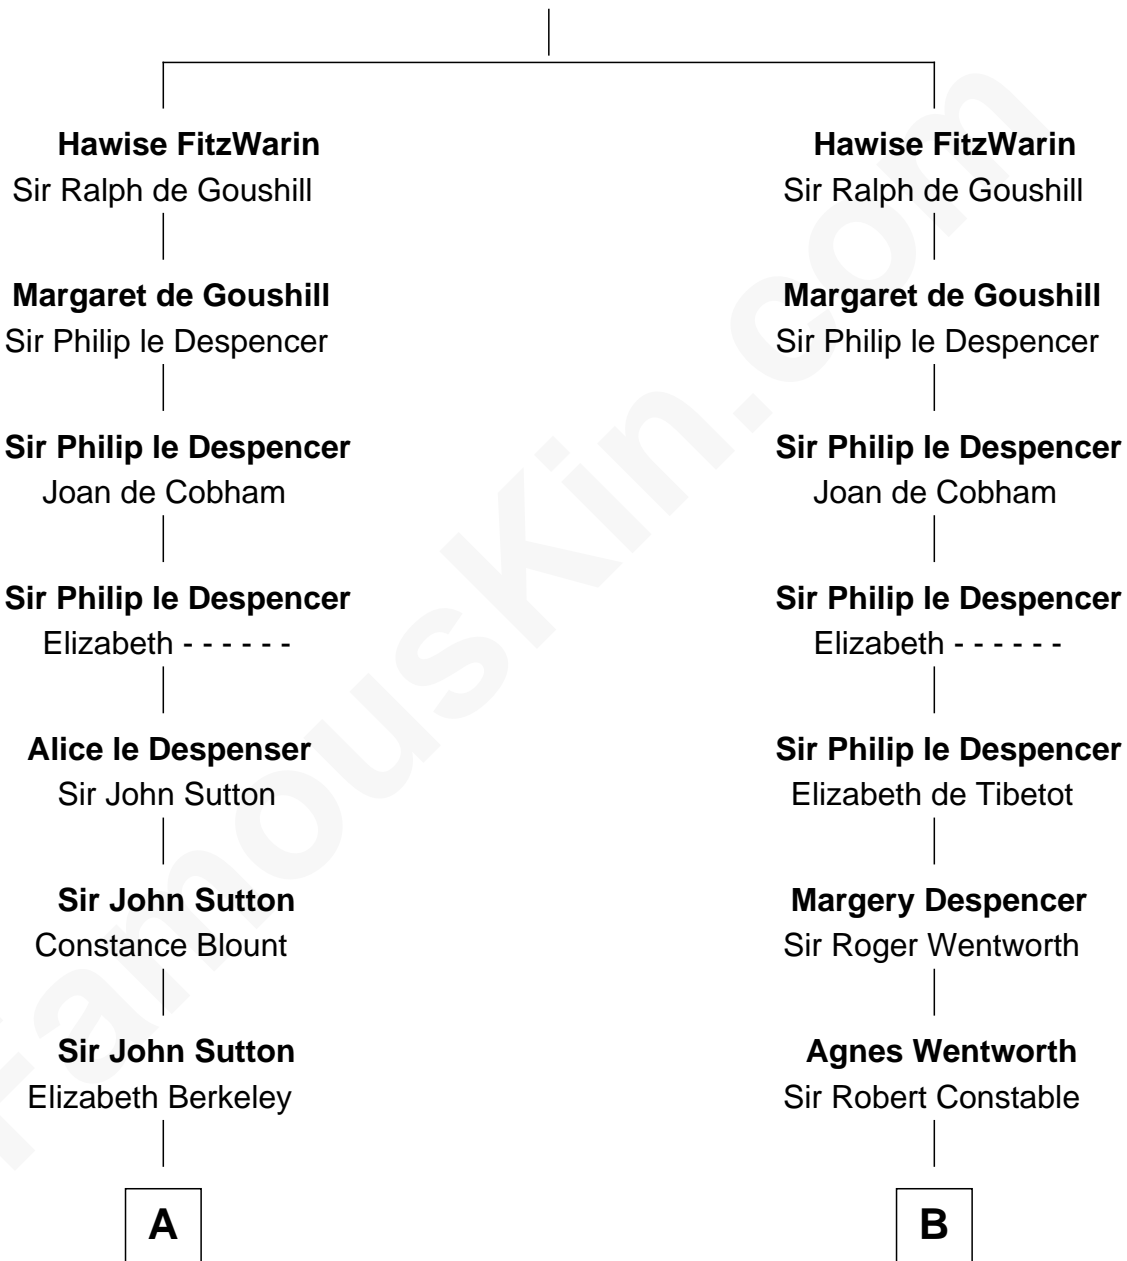 Hawise FitzWarin
Sir Ralph de Goushill
Margaret de Goushill
Sir Philip le Despencer
Sir Philip le Despencer
Joan de Cobham
Sir Philip le Despencer
Elizabeth - - - - - -
Alice le Despenser
Sir John Sutton
Sir John Sutton
Constance Blount
Sir John Sutton
Elizabeth Berkeley
A
Hawise FitzWarin
Sir Ralph de Goushill
Margaret de Goushill
Sir Philip le Despencer
Sir Philip le Despencer
Joan de Cobham
Sir Philip le Despencer
Elizabeth - - - - - -
Sir Philip le Despencer
Elizabeth de Tibetot
Margery Despencer
Sir Roger Wentworth
Agnes Wentworth
Sir Robert Constable
B
FamousKin.com